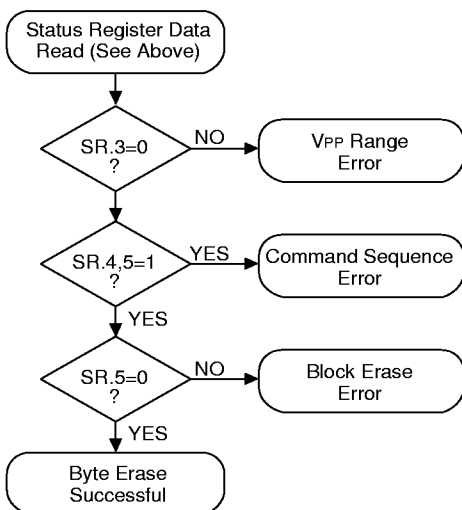 Status Register Data
Read (See Above)
SR.3=0
?
NO
VPP Range
Error
SR.4,5=1
?
YES
Command Sequence
Error
YES
SR.5=0
?
NO
Block Erase
Error
YES
Byte Erase
Successful